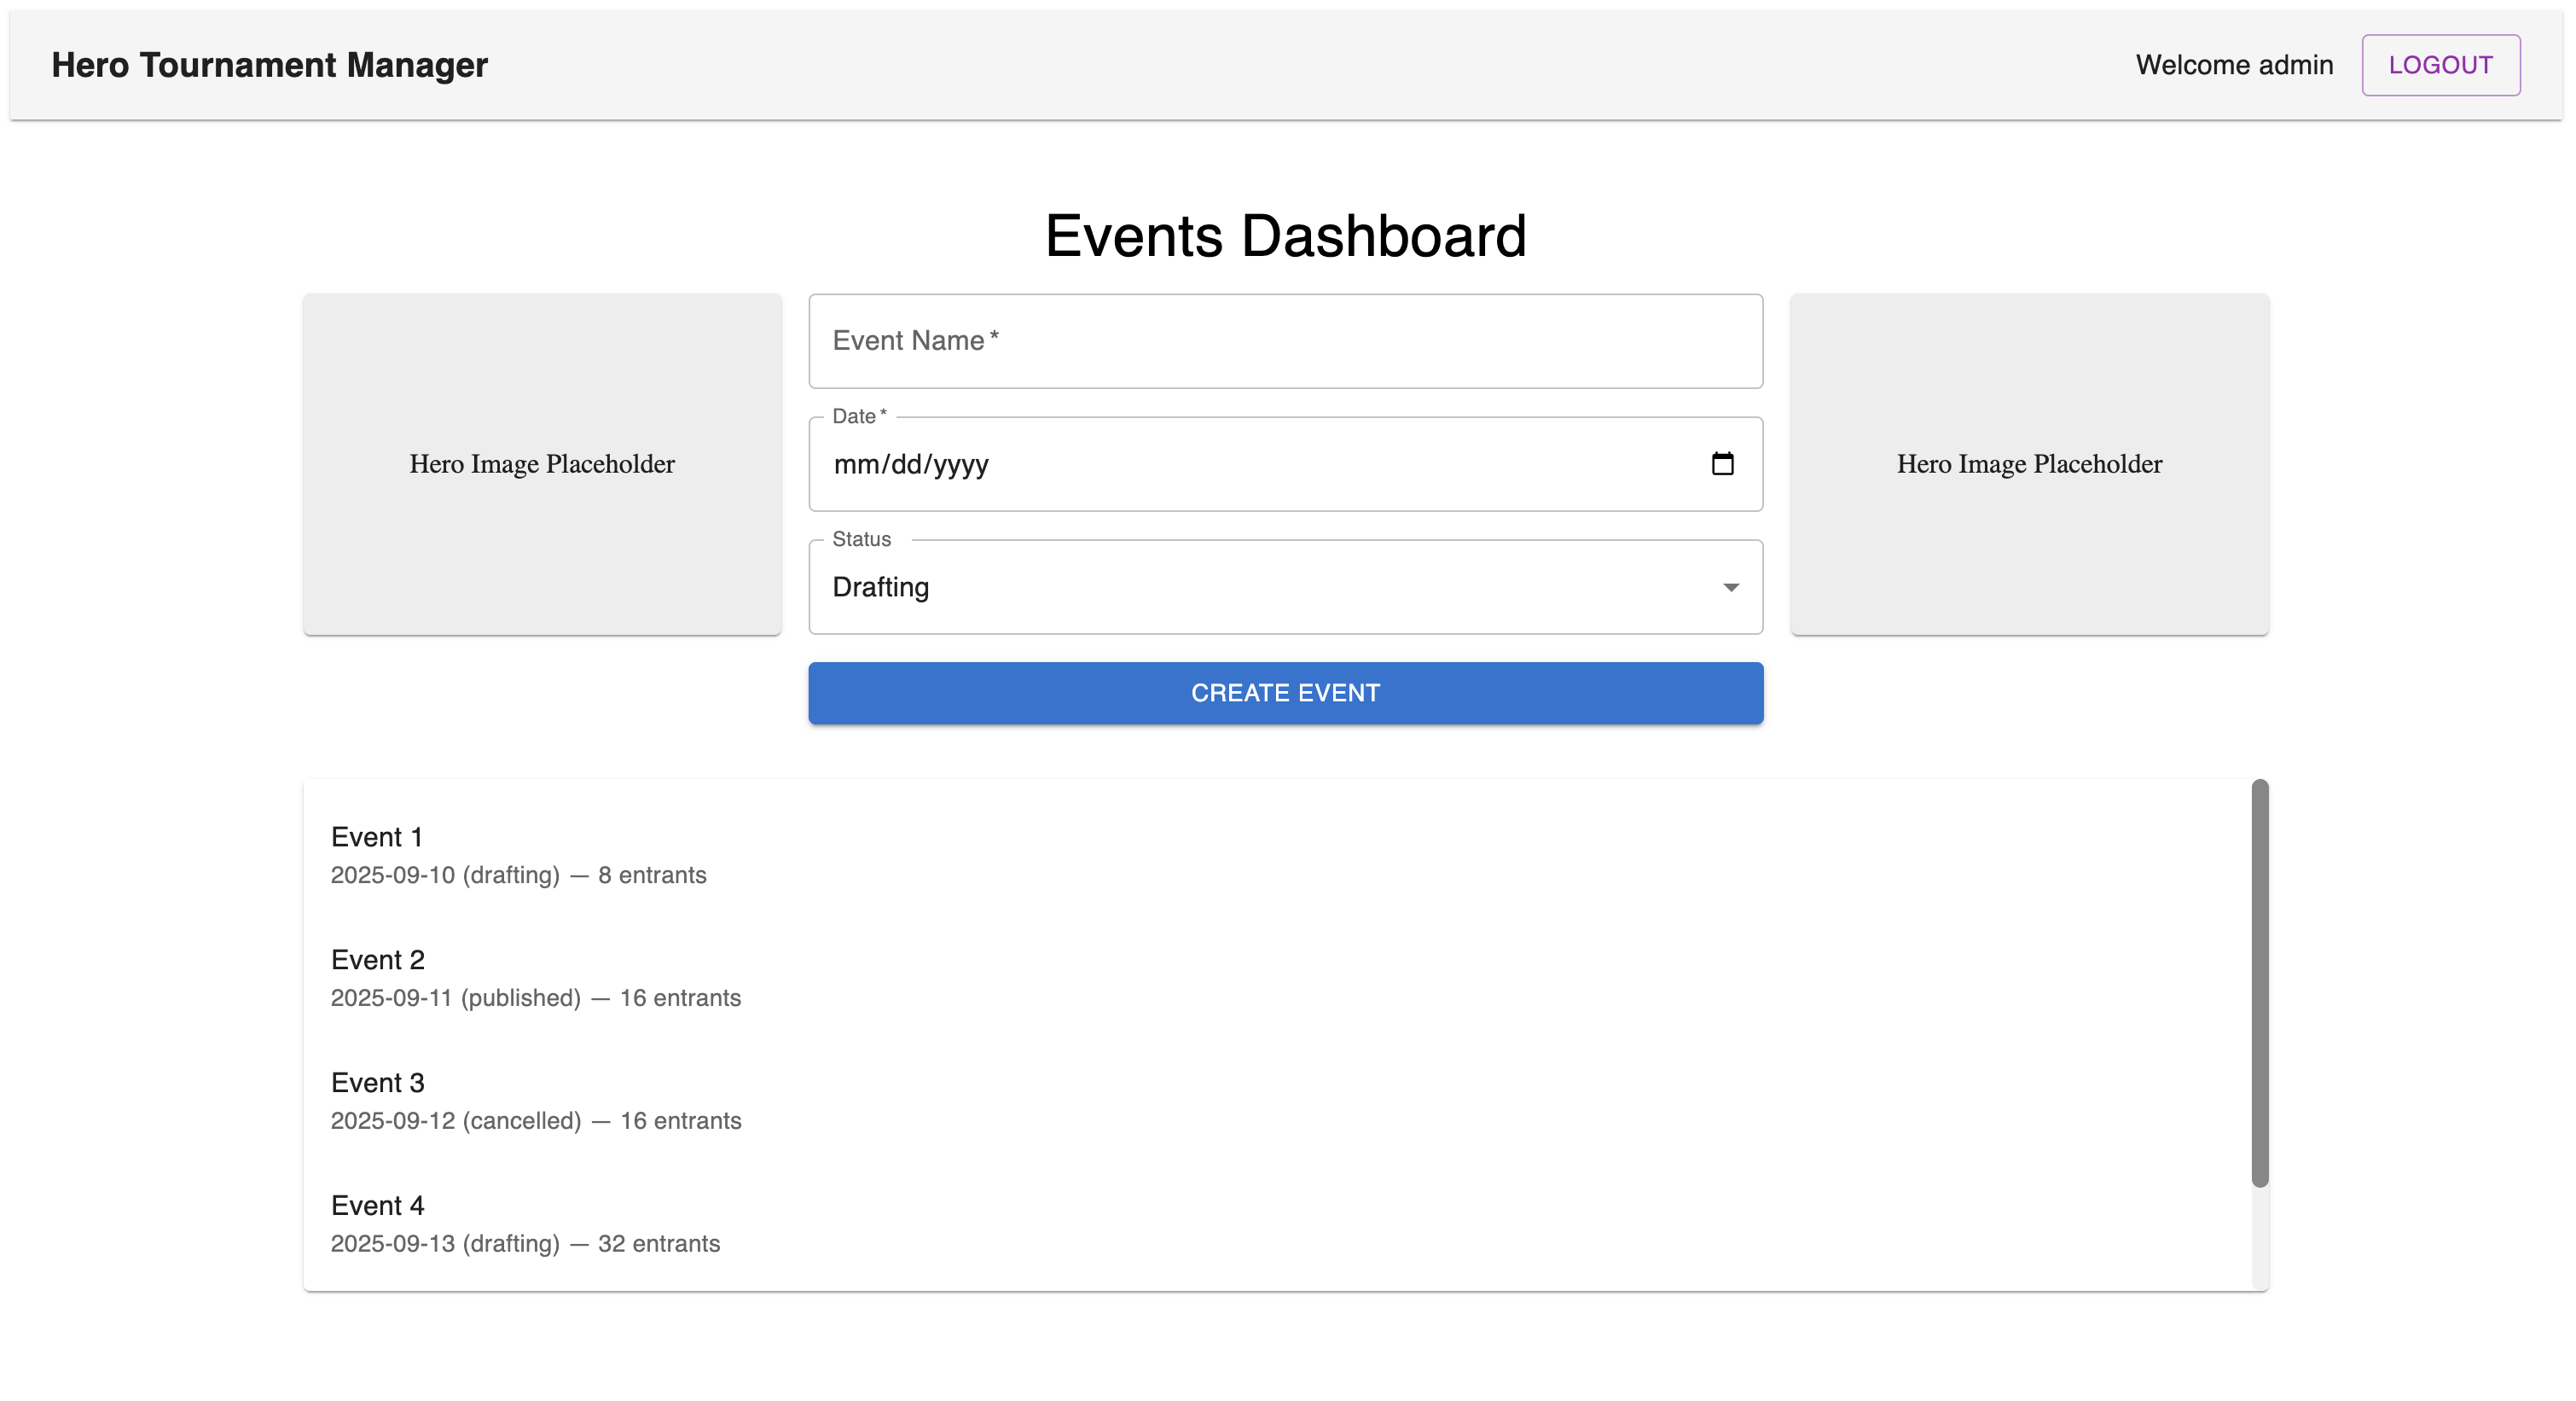 Hero Tournament Manager
Welcome admin
LOGOUT
Events Dashboard
Hero Image Placeholder
Event Name *
Date *
mm/dd/yyyy
Status
Drafting
CREATE EVENT
Hero Image Placeholder
Event 1
2025-09-10 (drafting) — 8 entrants
Event 2
2025-09-11 (published) — 16 entrants
Event 3
2025-09-12 (cancelled) — 16 entrants
Event 4
2025-09-13 (drafting) — 32 entrants